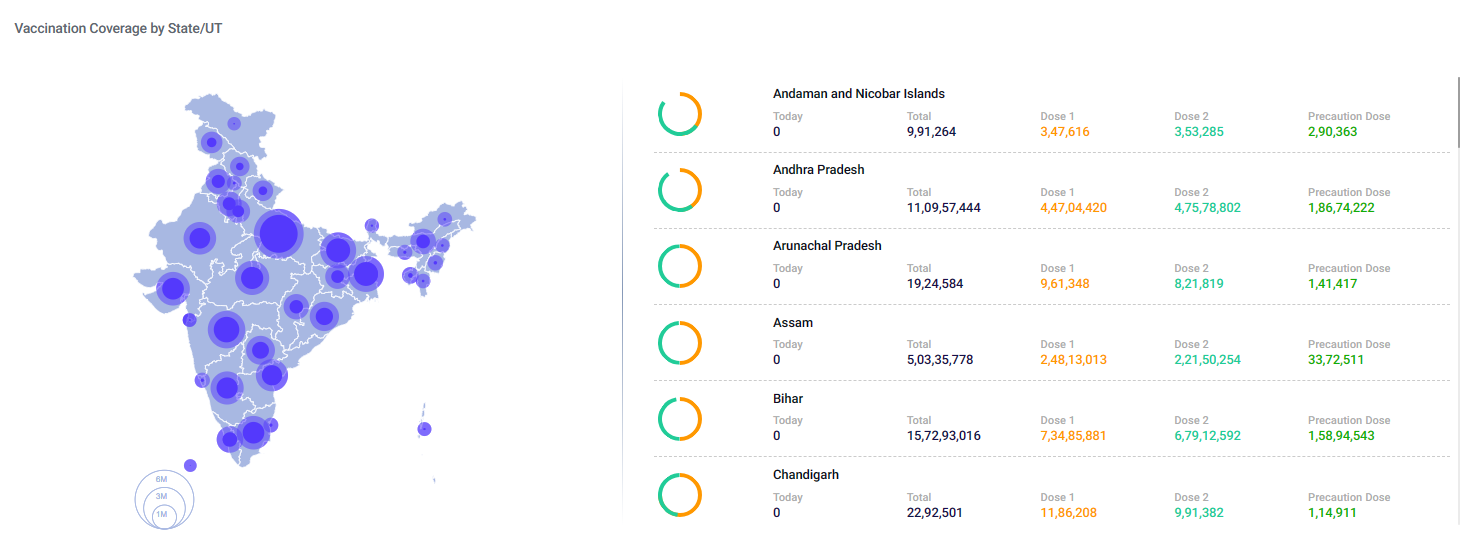 Vaccination Coverage by State/UT
6M
3M
1M
Andaman and Nicobar Islands
Today Total Dose 1 Dose 2 Precaution Dose
0 9,91,264 3,47,616 3,53,285 2,90,363
Andhra Pradesh
Today Total Dose 1 Dose 2 Precaution Dose
0 11,09,57,444 4,47,04,420 4,75,78,802 1,86,74,222
Arunachal Pradesh
Today Total Dose 1 Dose 2 Precaution Dose
0 19,24,584 9,61,348 8,21,819 1,41,417
Assam
Today Total Dose 1 Dose 2 Precaution Dose
0 5,03,35,778 2,48,13,013 2,21,50,254 33,72,511
Bihar
Today Total Dose 1 Dose 2 Precaution Dose
0 15,72,93,016 7,34,85,881 6,79,12,592 1,58,94,543
Chandigarh
Today Total Dose 1 Dose 2 Precaution Dose
0 22,92,501 11,86,208 9,91,382 1,14,911